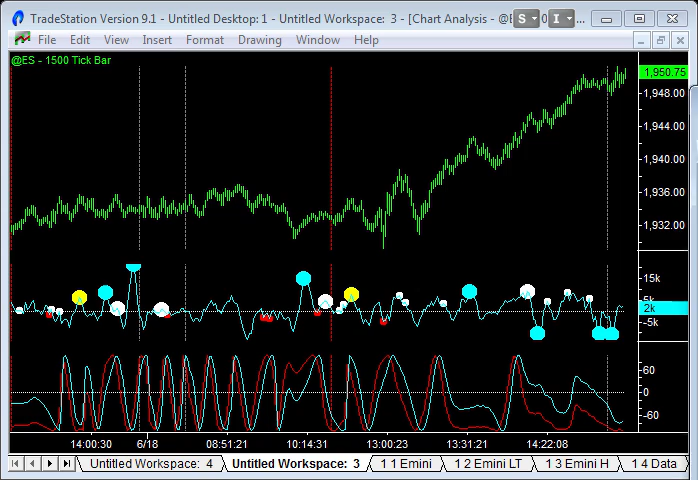 TradeStation Version 9.1 - Untitled Desktop: 1 - Untitled Workspace: 3 - [Chart Analysis - @E
S I
File Edit View Insert Format Drawing Window Help
@ES - 1500 Tick Bar
1,950.75
1,948.00
1,944.00
1,940.00
1,936.00
1,932.00
15k
5k
2k
-5k
60
0
-60
14:00:30 6/18 08:51:21 10:14:31 13:00:23 13:31:21 14:22:08
Untitled Workspace: 4 Untitled Workspace: 3 1 1 Emini 1 2 Emini LT 1 3 Emini H 1 4 Data